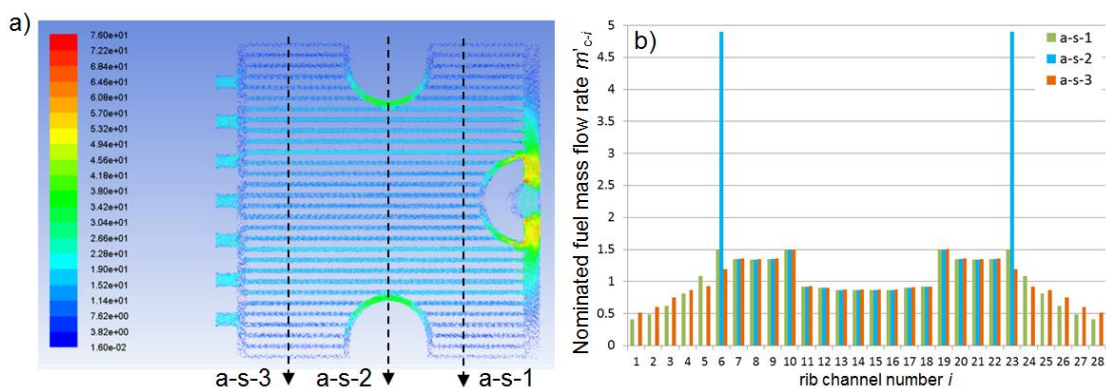 a)
7.60e+01
7.22e+01
6.84e+01
6.46e+01
6.08e+01
5.70e+01
5.32e+01
4.94e+01
4.56e+01
4.18e+01
3.80e+01
3.42e+01
3.04e+01
2.66e+01
2.28e+01
1.90e+01
1.52e+01
1.14e+01
7.62e+00
3.82e+00
1.60e-02
a-s-3 a-s-2 a-s-1
b)
Nominated fuel mass flow rate m'c-i
5
4.5
4
3.5
3
2.5
2
1.5
1
0.5
0
a-s-1
a-s-2
a-s-3
1 2 3 4 5 6 7 8 9 10 11 12 13 14 15 16 17 18 19 20 21 22 23 24 25 26 27 28
rib channel number i